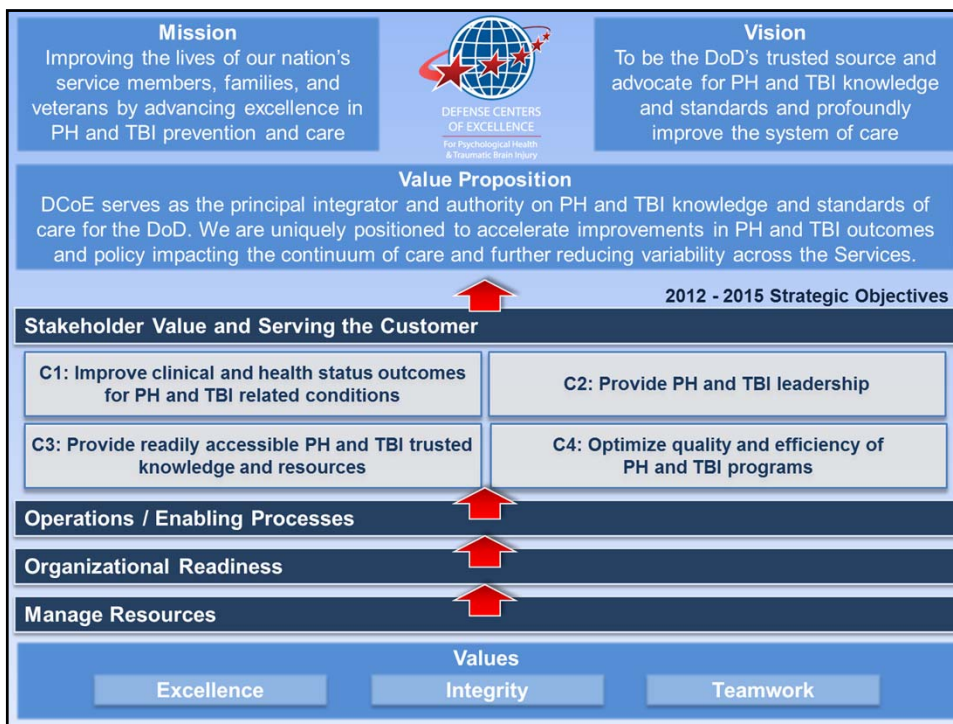 Mission
Improving the lives of our nation's
service members, families, and
veterans by advancing excellence in
PH and TBI prevention and care
DEFENSE CENTERS
OF EXCELLENCE
For Psychological Health
& Traumatic Brain Injury
Vision
To be the DoD's trusted source and
advocate for PH and TBI knowledge
and standards and profoundly
improve the system of care
Value Proposition
DCoE serves as the principal integrator and authority on PH and TBI knowledge and standards of
care for the DoD. We are uniquely positioned to accelerate improvements in PH and TBI outcomes
and policy impacting the continuum of care and further reducing variability across the Services.
2012 - 2015 Strategic Objectives
Stakeholder Value and Serving the Customer
C1: Improve clinical and health status outcomes
for PH and TBI related conditions
C2: Provide PH and TBI leadership
C3: Provide readily accessible PH and TBI trusted
knowledge and resources
C4: Optimize quality and efficiency of
PH and TBI programs
Operations / Enabling Processes
Organizational Readiness
Manage Resources
Values
Excellence
Integrity
Teamwork